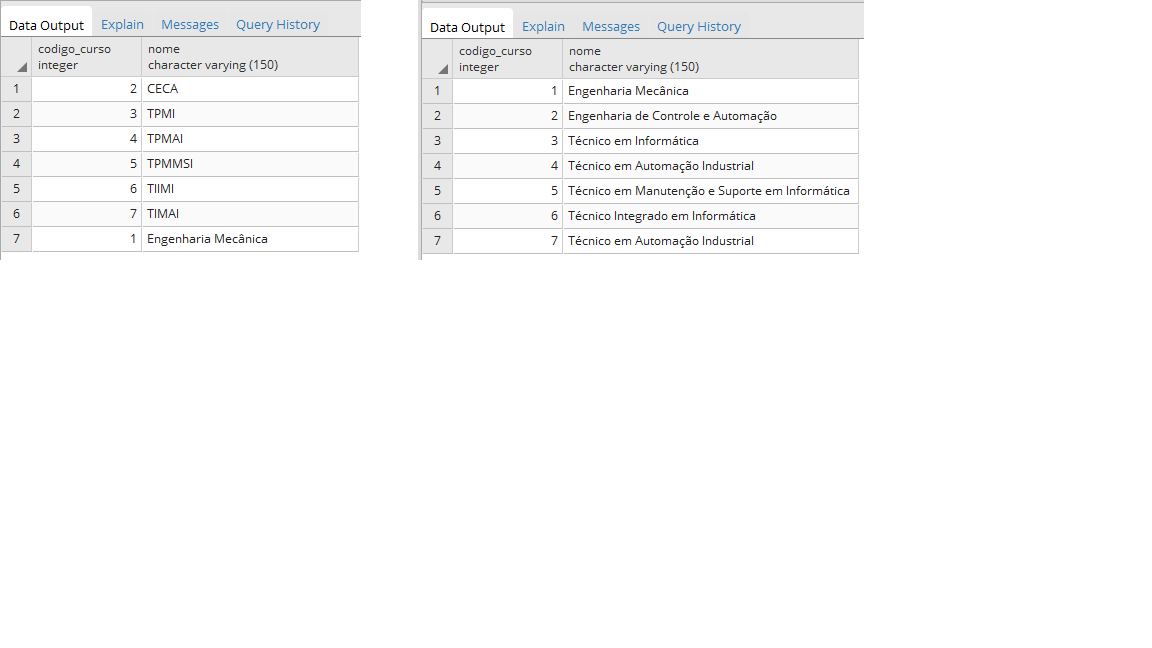 Data Output Explain Messages Query History
codigo_curso nome
integer character varying (150)
1 2 CECA
2 3 TPMI
3 4 TPMAI
4 5 TPMMSI
5 6 TIIMI
6 7 TIMAI
7 1 Engenharia Mecânica
Data Output Explain Messages Query History
codigo_curso nome
integer character varying (150)
1 1 Engenharia Mecânica
2 2 Engenharia de Controle e Automação
3 3 Técnico em Informática
4 4 Técnico em Automação Industrial
5 5 Técnico em Manutenção e Suporte em Informática
6 6 Técnico Integrado em Informática
7 7 Técnico em Automação Industrial